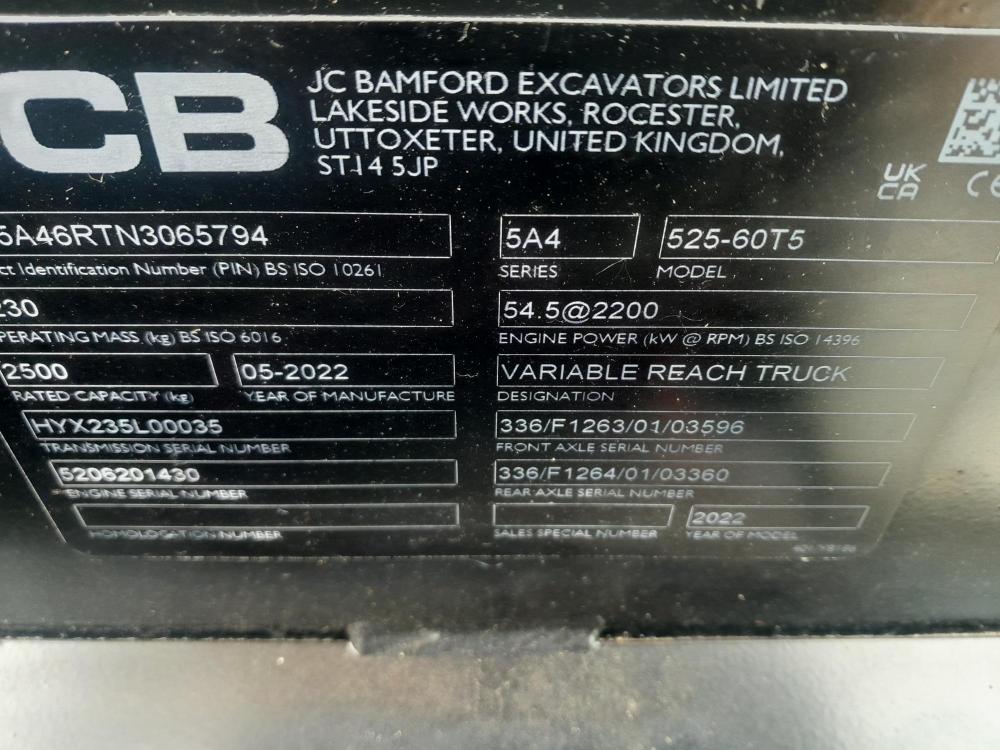 CB
JC BAMFORD EXCAVATORS LIMITED
LAKESIDE WORKS, ROCESTER,
UTTOXETER, UNITED KINGDOM,
ST14 5JP
UK
CA
CE
5A46RTN3065794
5A4
525-60T5
ct Identification Number (PIN) BS ISO 10261
SERIES
MODEL
230
54.5@2200
PERATING MASS (kg) BS ISO 6016
ENGINE POWER (kW @ RPM) BS ISO 14396
2500
05-2022
VARIABLE REACH TRUCK
RATED CAPACITY (kg)
YEAR OF MANUFACTURE
DESIGNATION
HYX235L00035
336/F1263/01/03596
TRANSMISSION SERIAL NUMBER
FRONT AXLE SERIAL NUMBER
5206201430
336/F1264/01/03360
ENGINE SERIAL NUMBER
REAR AXLE SERIAL NUMBER
2022
HOMOLOGATION NUMBER
SALES SPECIAL NUMBER
YEAR OF MODEL